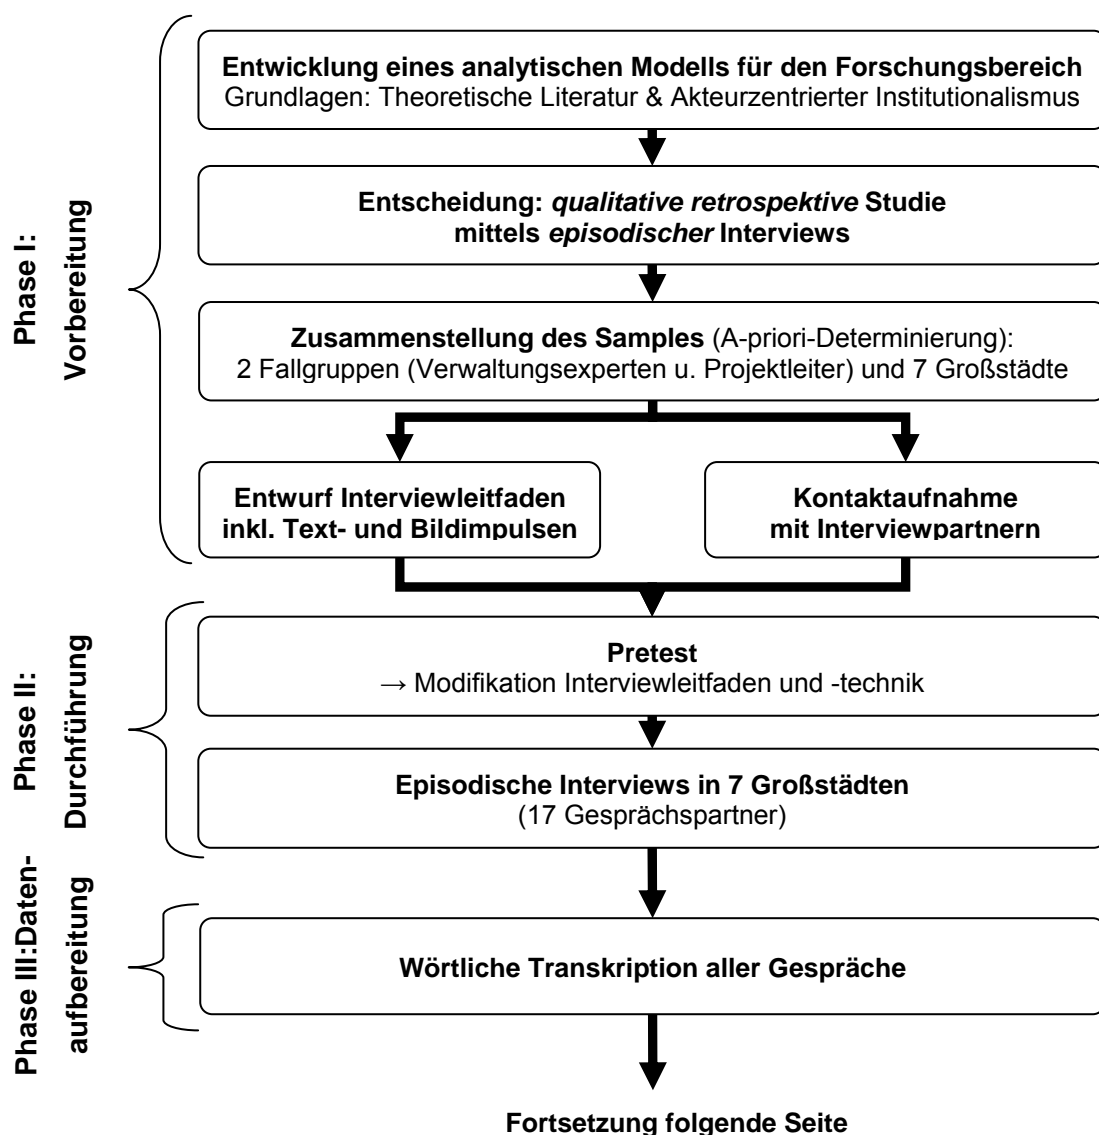 Phase I:
Vorbereitung
Entwicklung eines analytischen Modells für den Forschungsbereich
Grundlagen: Theoretische Literatur & Akteurzentrierter Institutionalismus
Entscheidung: qualitative retrospektive Studie
mittels episodischer Interviews
Zusammenstellung des Samples (A-priori-Determinierung):
2 Fallgruppen (Verwaltungsexperten u. Projektleiter) und 7 Großstädte
Entwurf Interviewleitfaden
inkl. Text- und Bildimpulsen
Kontaktaufnahme
mit Interviewpartnern
Phase II:
Durchführung
Pretest
→ Modifikation Interviewleitfaden und -technik
Episodische Interviews in 7 Großstädten
(17 Gesprächspartner)
Phase III:Daten-
aufbereitung
Wörtliche Transkription aller Gespräche
Fortsetzung folgende Seite